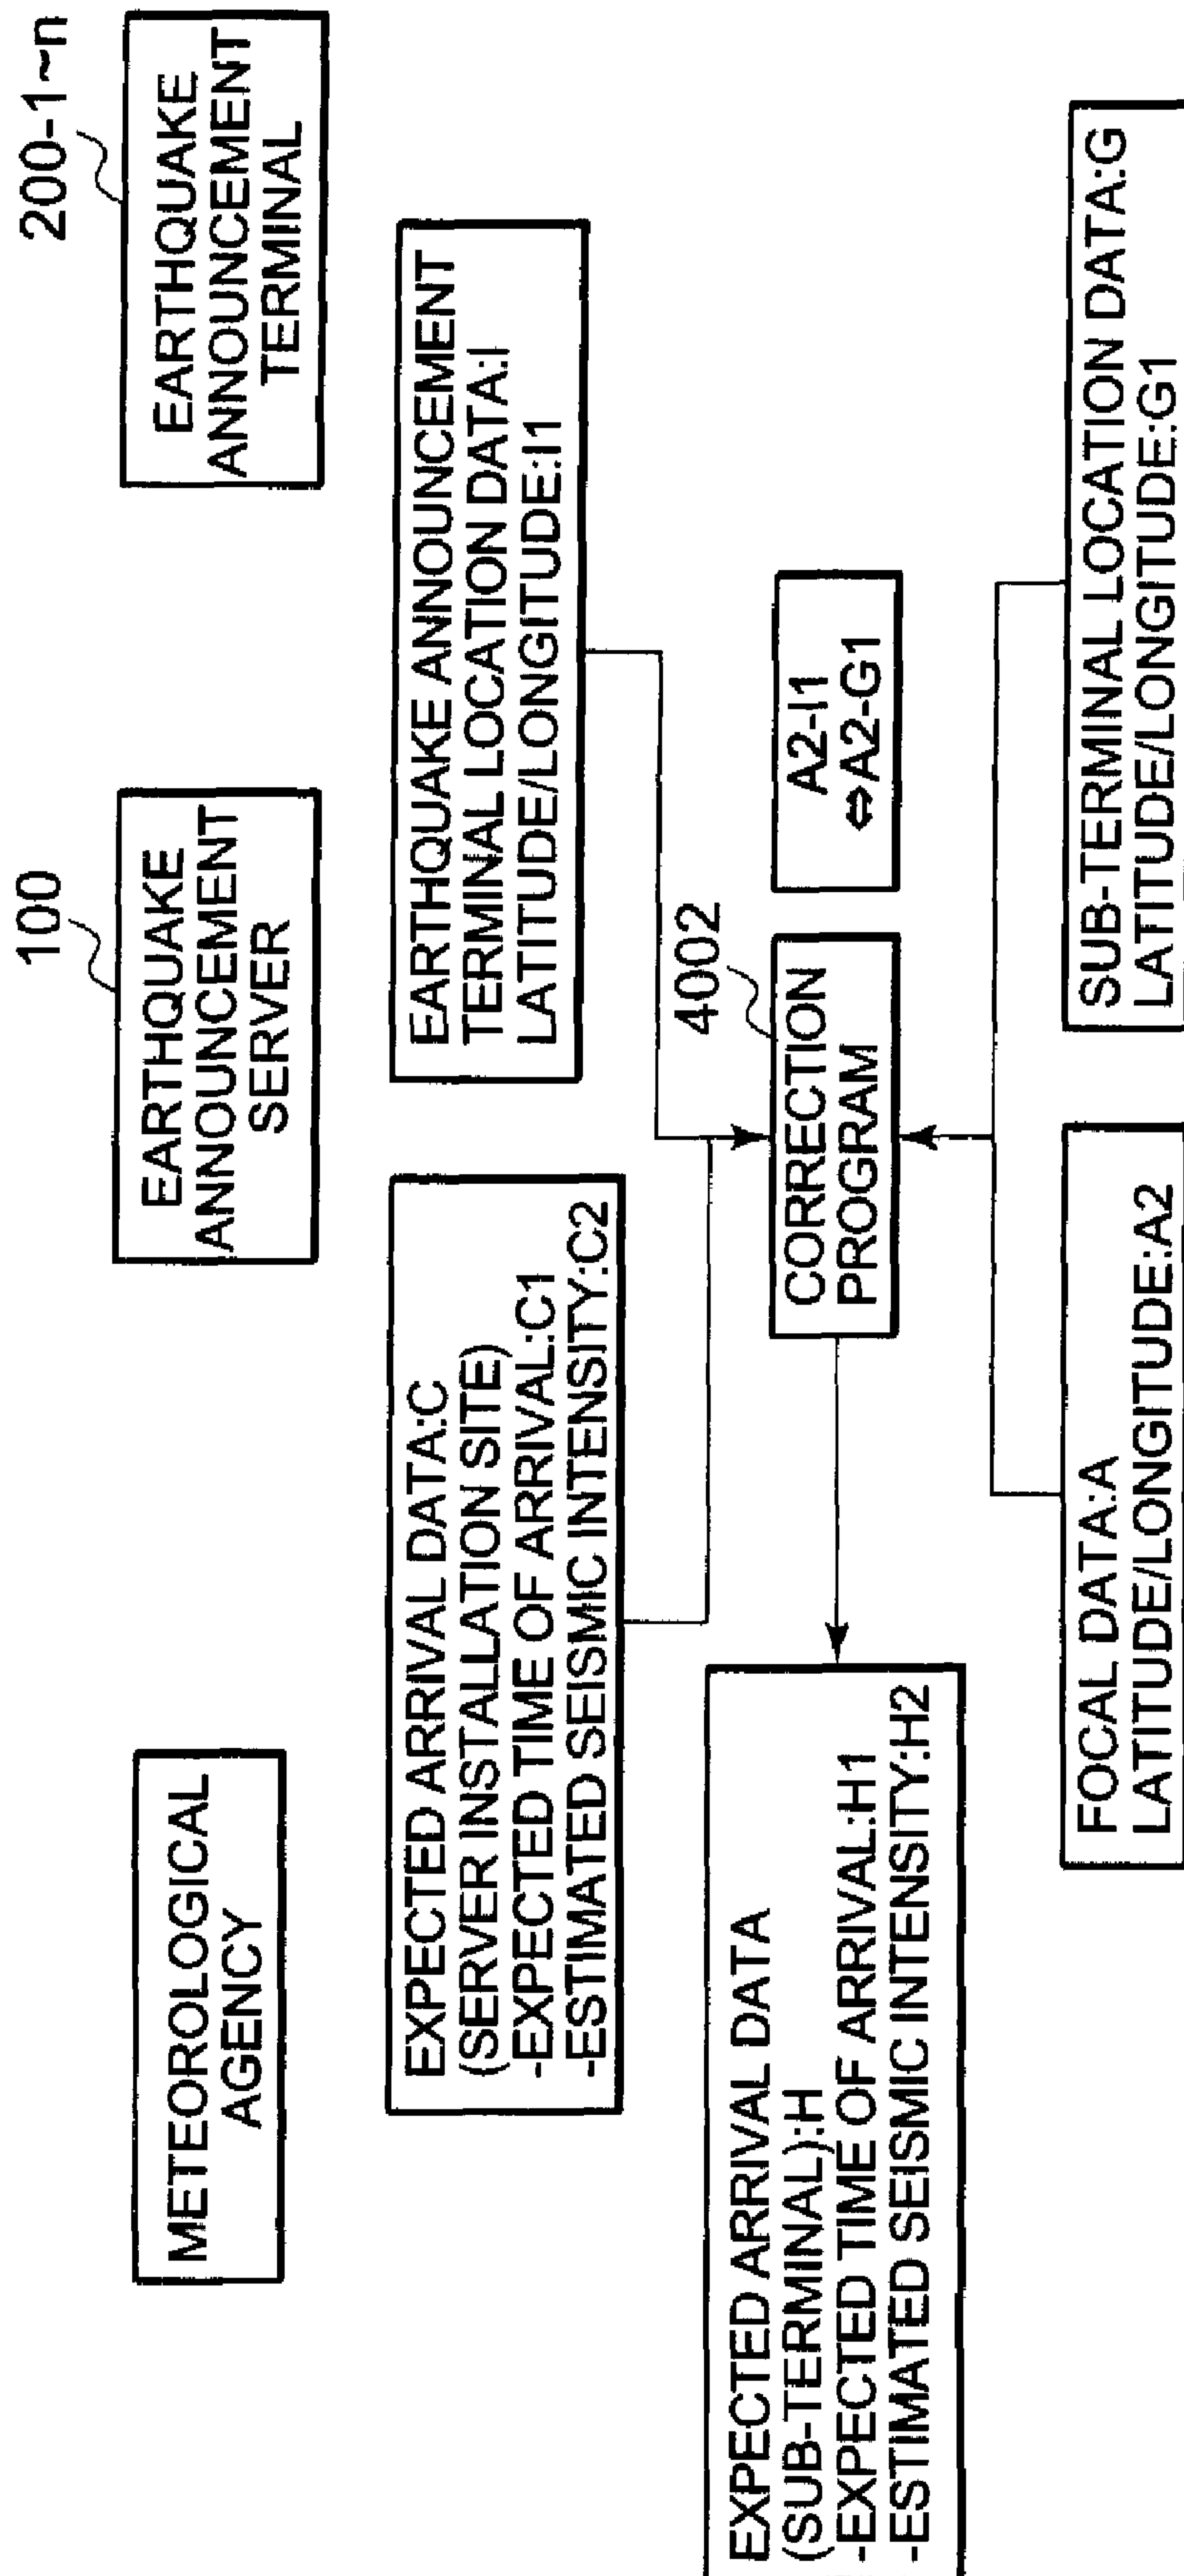 METEOROLOGICAL
AGENCY
100
EARTHQUAKE
ANNOUNCEMENT
SERVER
200-1~n
EARTHQUAKE
ANNOUNCEMENT
TERMINAL
EXPECTED ARRIVAL DATA:C
(SERVER INSTALLATION SITE)
-EXPECTED TIME OF ARRIVAL:C1
-ESTIMATED SEISMIC INTENSITY:C2
EARTHQUAKE ANNOUNCEMENT
TERMINAL LOCATION DATA:I
LATITUDE/LONGITUDE:I1
EXPECTED ARRIVAL DATA
(SUB-TERMINAL):H
-EXPECTED TIME OF ARRIVAL:H1
-ESTIMATED SEISMIC INTENSITY:H2
4002
CORRECTION
PROGRAM
A2-I1
⇔A2-G1
FOCAL DATA:A
LATITUDE/LONGITUDE:A2
SUB-TERMINAL LOCATION DATA:G
LATITUDE/LONGITUDE:G1